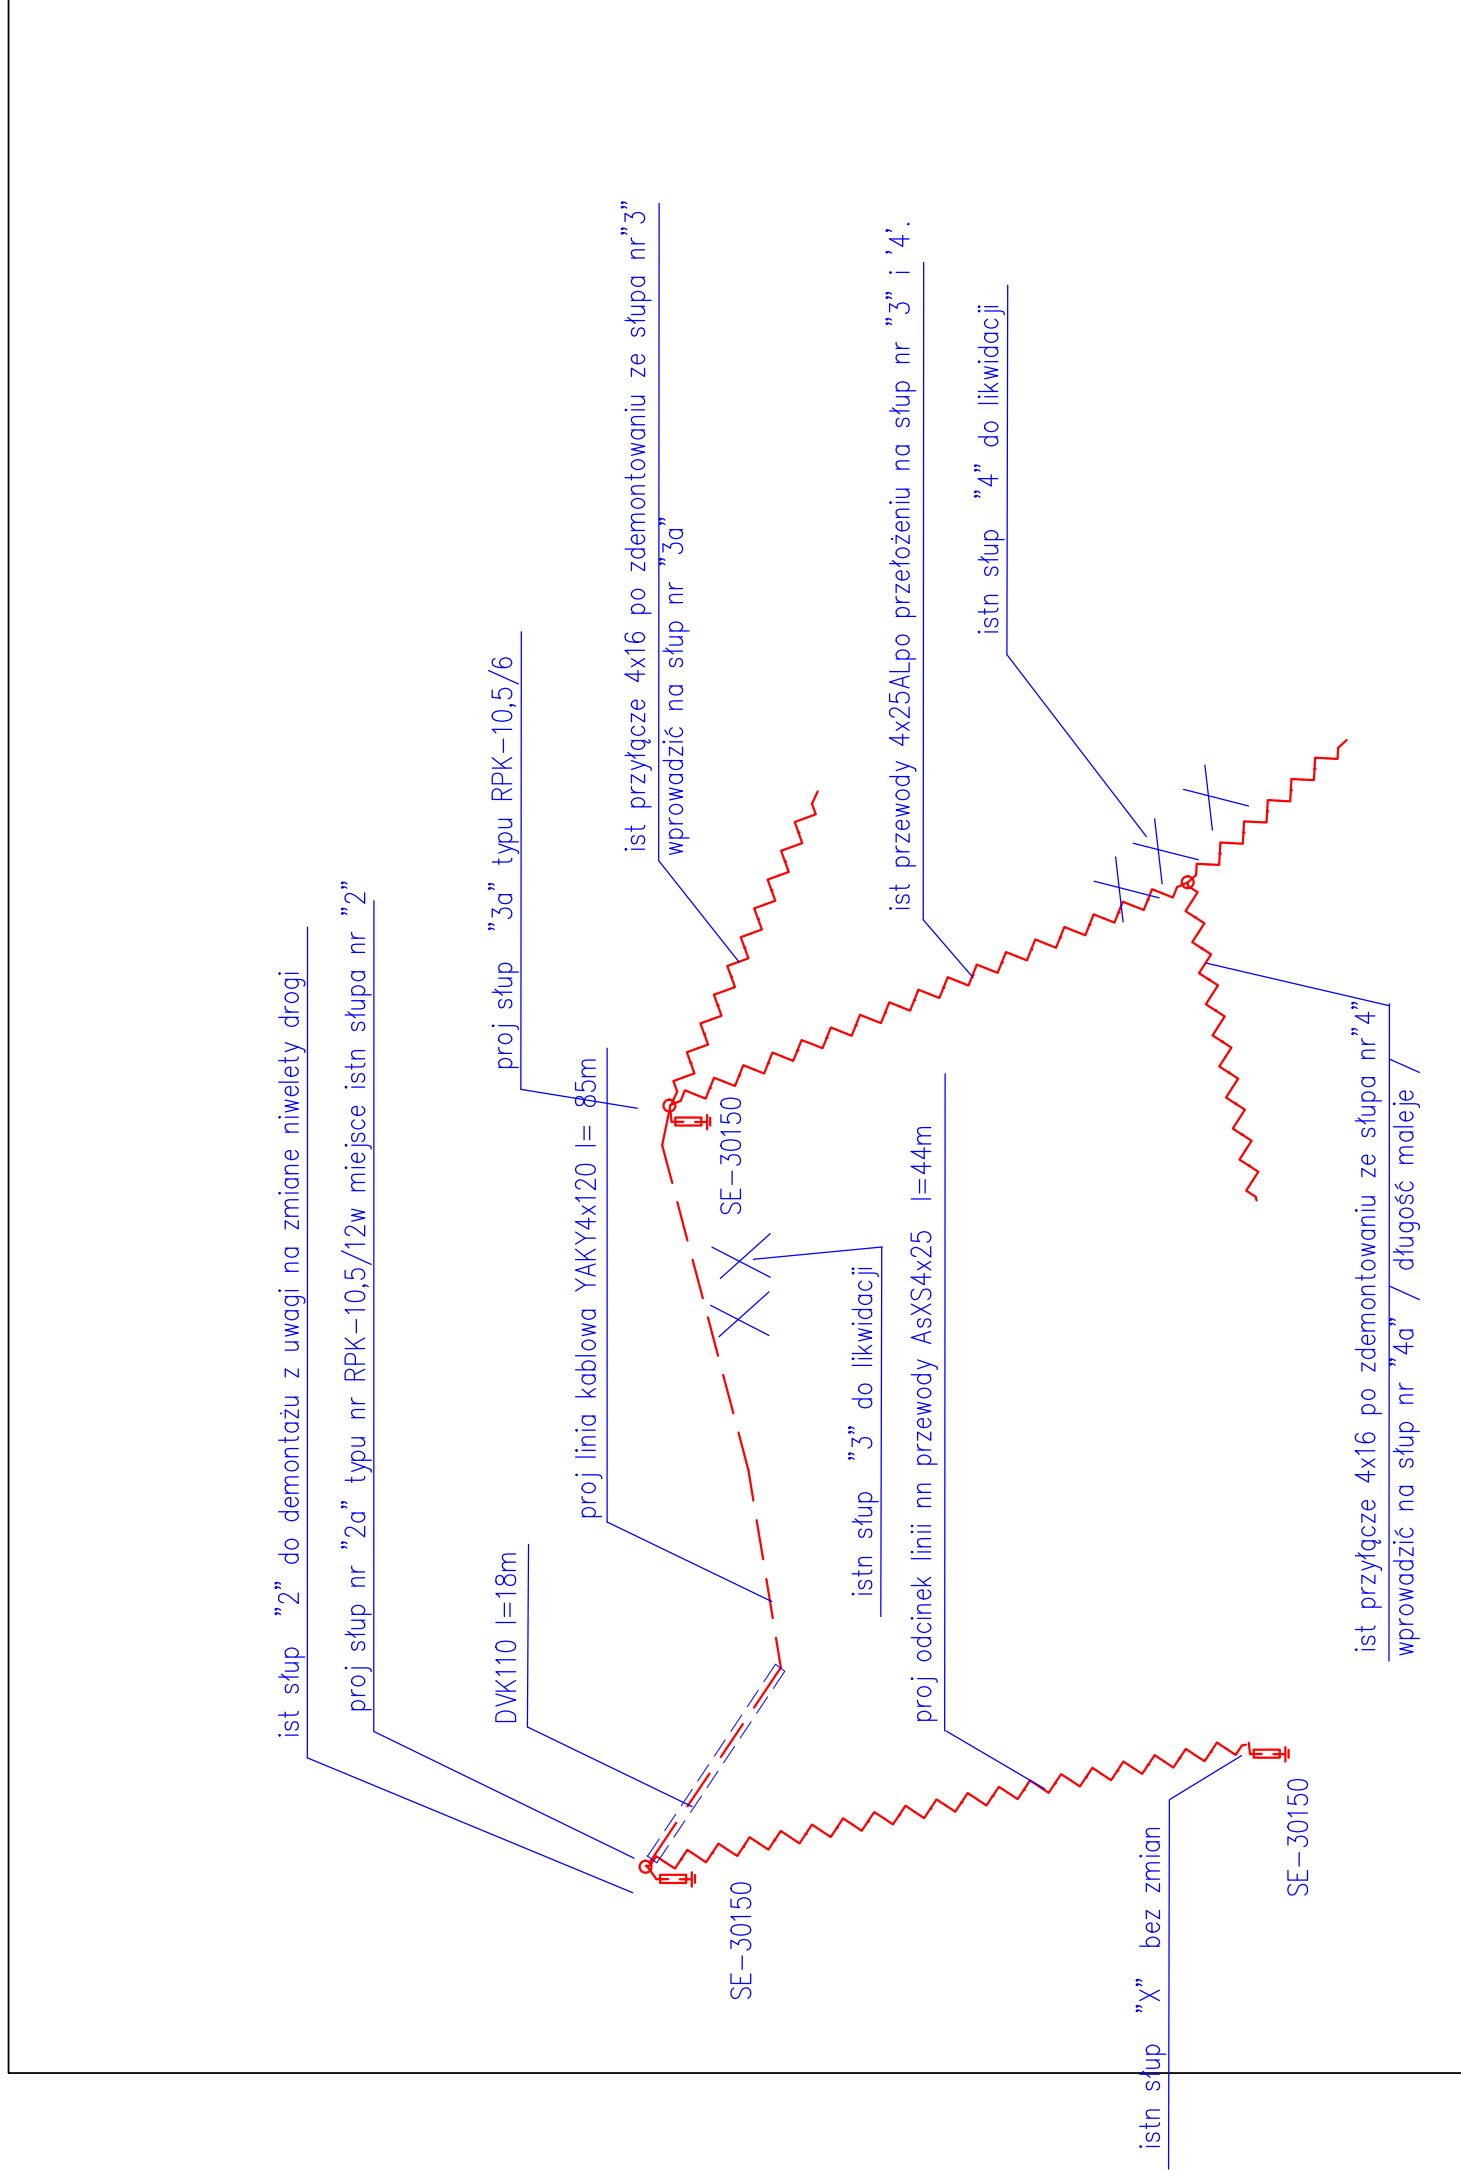 ist słup "2" do demontażu z uwagi na zmiane niwelety drogi
proj słup nr "2a" typu nr RPK-10,5/12w miejsce istn słupa nr "2"
proj słup "3a" typu RPK-10,5/6
DVK110 l=18m
proj linia kablowa YAKY4x120 l= 85m
ist przyłącze 4x16 po zdemontowaniu ze słupa nr"3"
wprowadzić na słup nr "3a"
SE-30150
SE-30150
istn słup "3" do likwidacji
ist przewody 4x25ALpo przełożeniu na słup nr "3" i '4'.
proj odcinek linii nn przewody AsXS4x25 l=44m
istn słup "4" do likwidacji
istn słup "X" bez zmian
SE-30150
ist przyłącze 4x16 po zdemontowaniu ze słupa nr"4"
wprowadzić na słup nr "4a" / długość maleje /